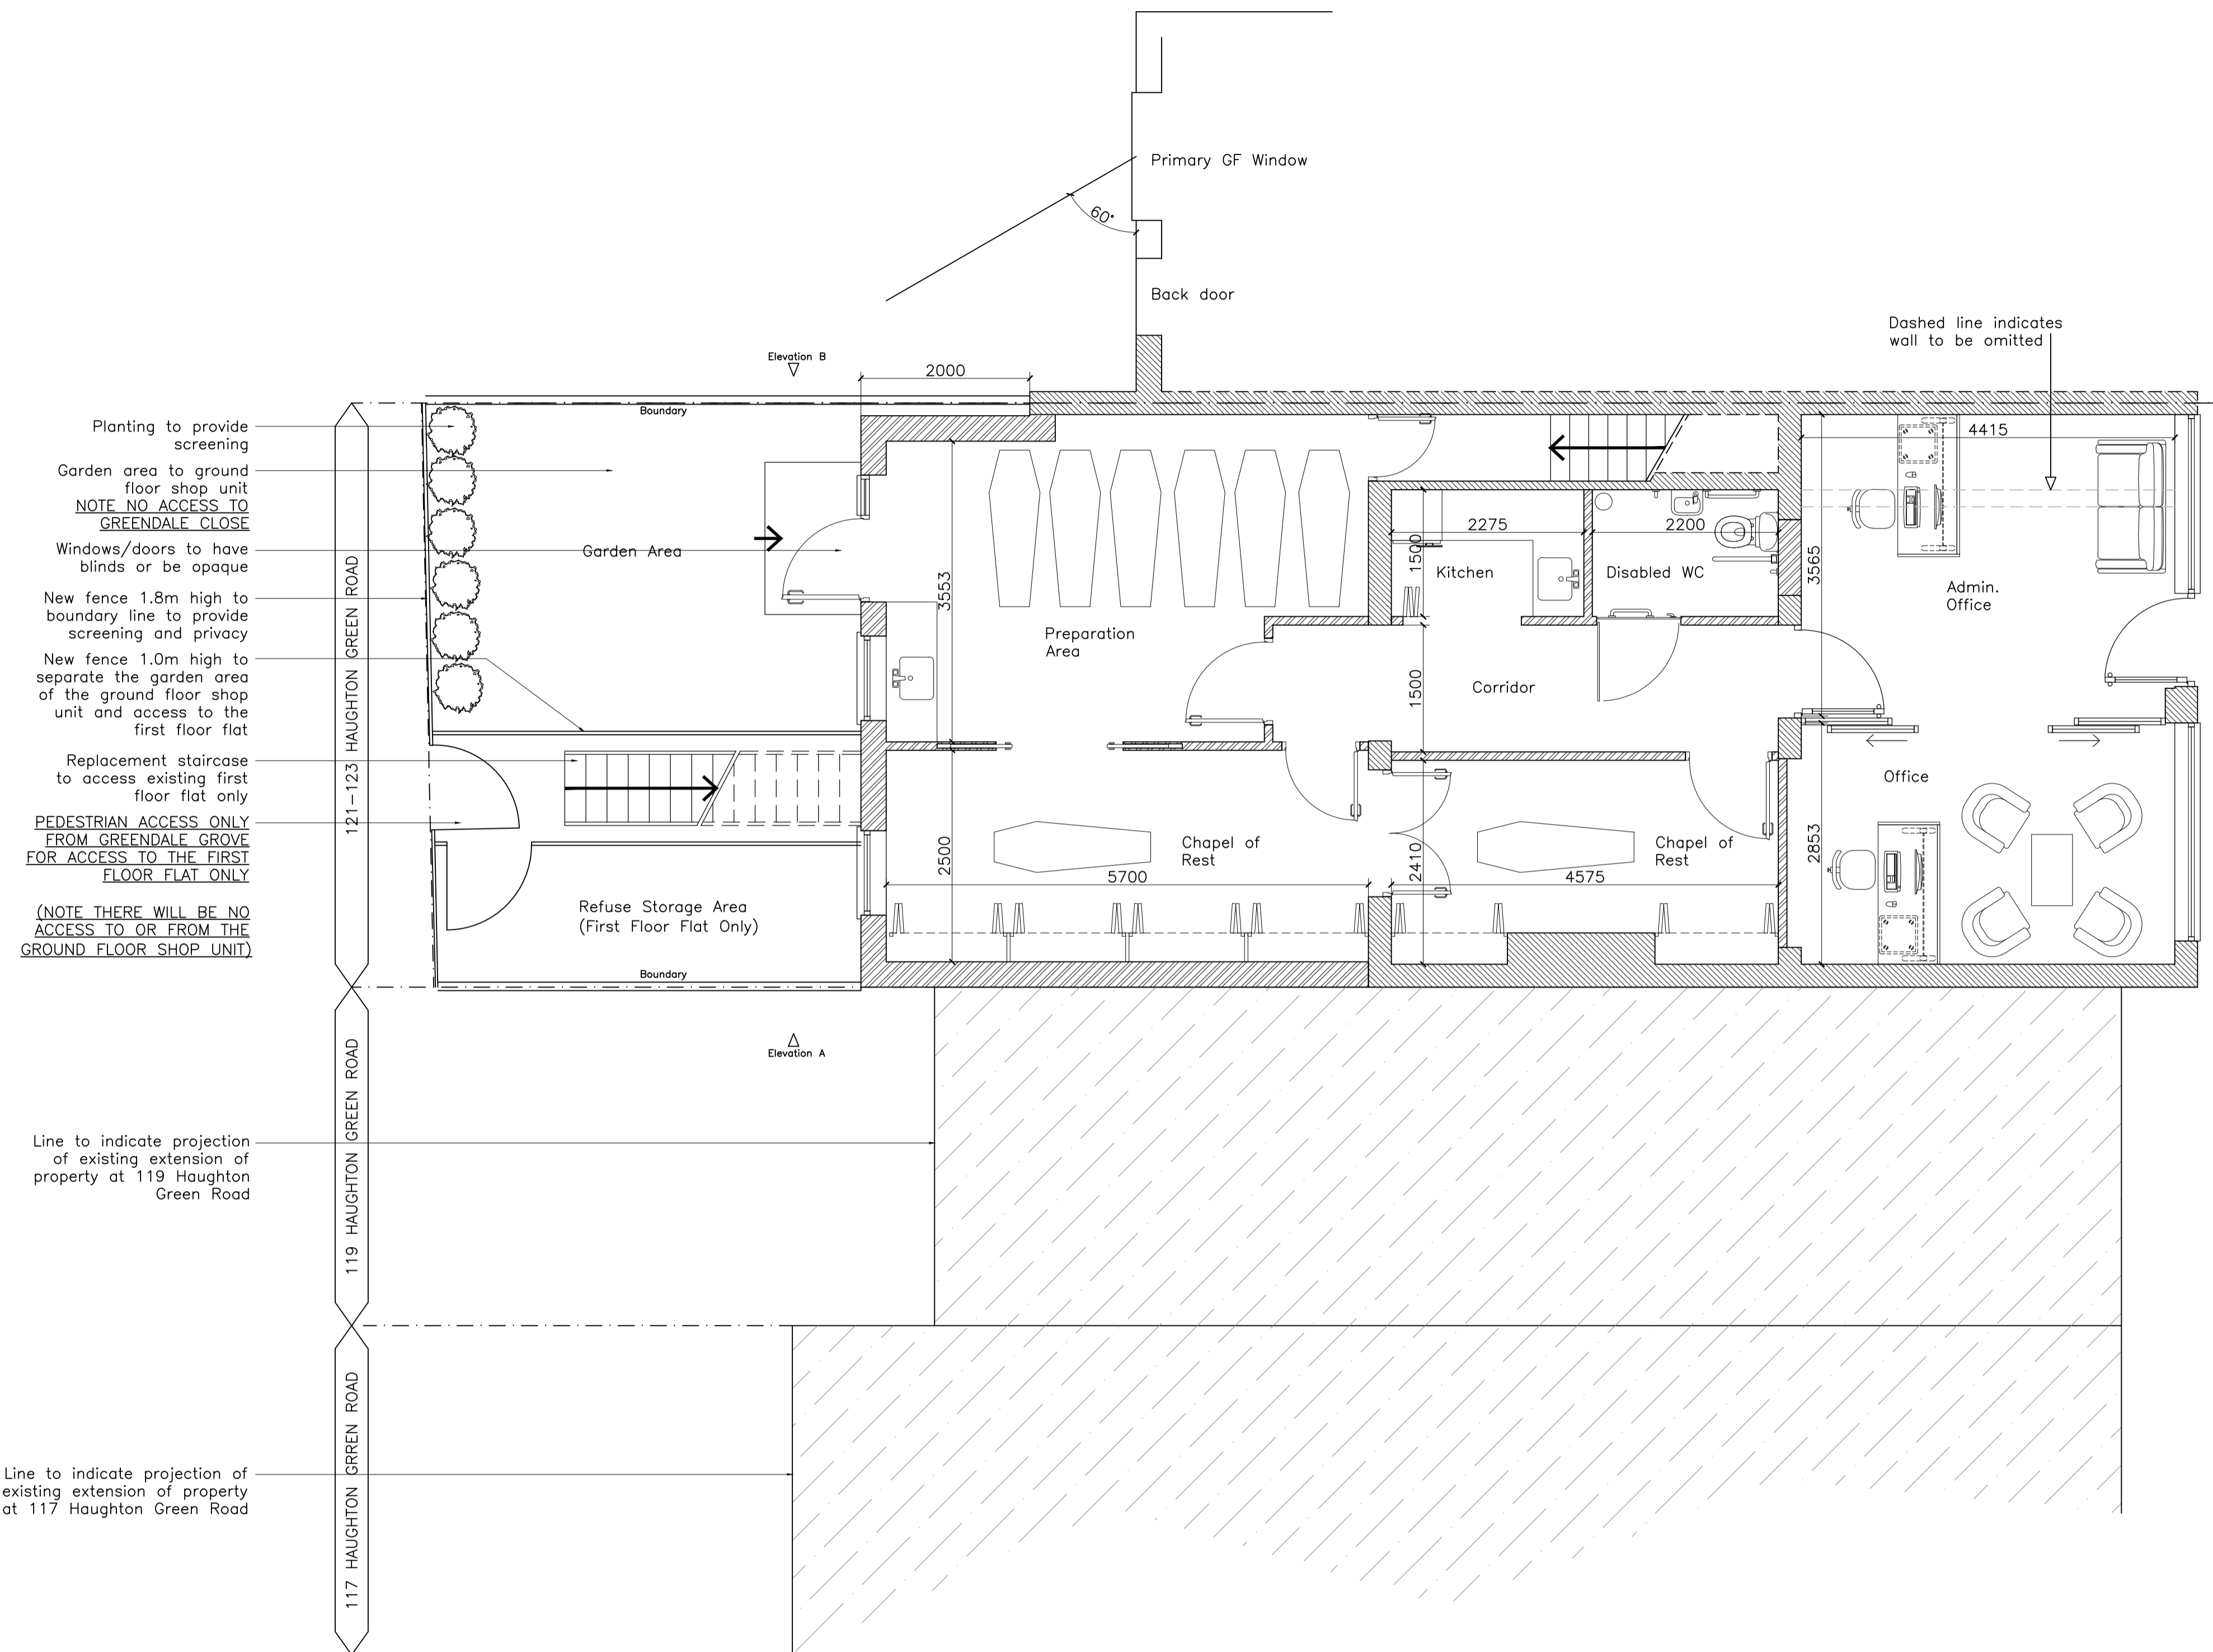 Primary GF Window
60°
Back door
Dashed line indicates
wall to be omitted
Elevation B
2000
Boundary
Planting to provide
screening
Garden area to ground
floor shop unit
NOTE NO ACCESS TO
GREENDALE CLOSE
Windows/doors to have
blinds or be opaque
New fence 1.8m high to
boundary line to provide
screening and privacy
New fence 1.0m high to
separate the garden area
of the ground floor shop
unit and access to the
first floor flat
Replacement staircase
to access existing first
floor flat only
PEDESTRIAN ACCESS ONLY
FROM GREENDALE GROVE
FOR ACCESS TO THE FIRST
FLOOR FLAT ONLY
(NOTE THERE WILL BE NO
ACCESS TO OR FROM THE
GROUND FLOOR SHOP UNIT)
121-123 HAUGHTON GREEN ROAD
Garden Area
3553
Preparation
Area
2275
1500
Kitchen
2200
Disabled WC
4415
3565
Admin.
Office
1500
Corridor
Office
2853
2500
Chapel of
Rest
5700
2410
Chapel of
Rest
4575
Refuse Storage Area
(First Floor Flat Only)
Boundary
Elevation A
119 HAUGHTON GREEN ROAD
Line to indicate projection
of existing extension of
property at 119 Haughton
Green Road
117 HAUGHTON GRREN ROAD
Line to indicate projection of
existing extension of property
at 117 Haughton Green Road